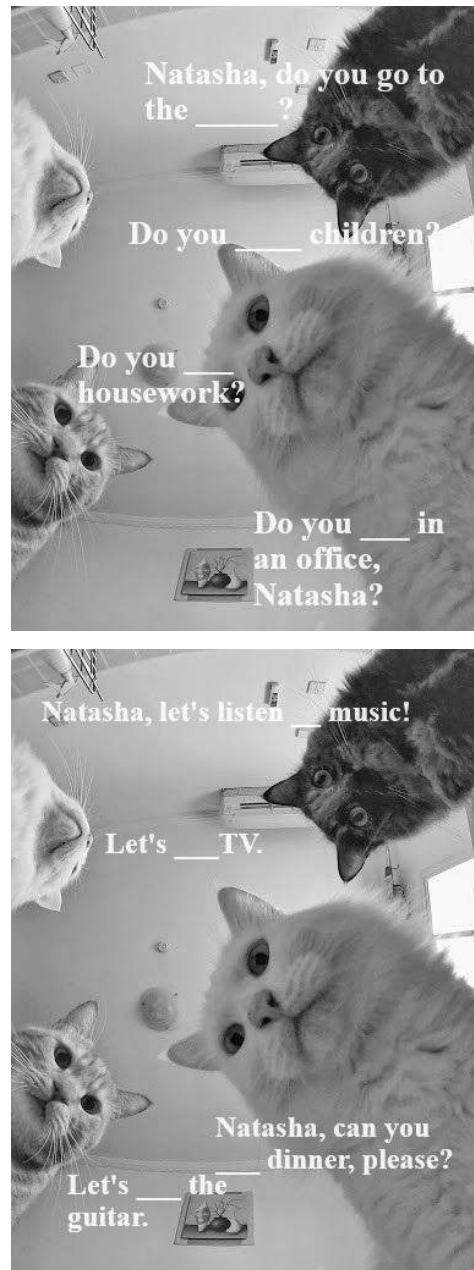 Natasha, do you go to
the ______?
Do you _____ children?
Do you ___
housework?
Do you ___ in
an office,
Natasha?
Natasha, let's listen __ music!
Let's ___TV.
Natasha, can you
___ dinner, please?
Let's ___ the
guitar.